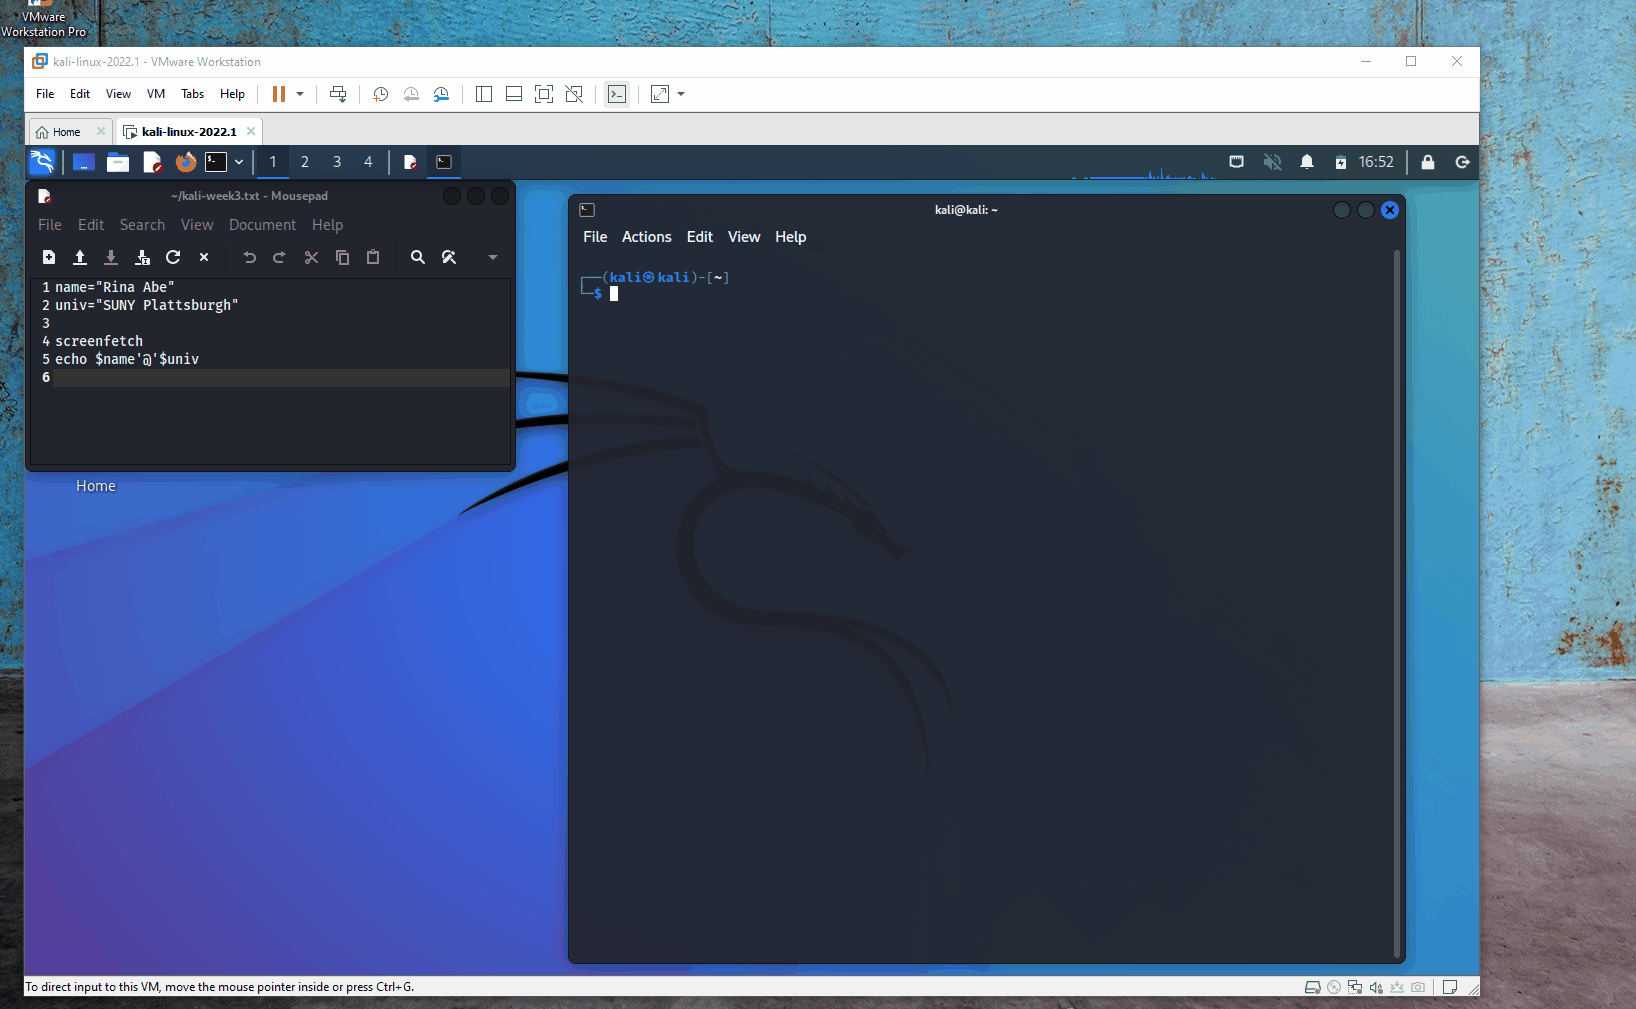 VMware
Workstation Pro
kali-linux-2022.1 - VMware Workstation
File Edit View VM Tabs Help
Home
kali-linux-2022.1
1 2 3 4
16:52
~/kali-week3.txt - Mousepad
File Edit Search View Document Help
1 name="Rina Abe"
2 univ="SUNY Plattsburgh"
3
4 screenfetch
5 echo $name'@'$univ
6
Home
kali@kali: ~
File Actions Edit View Help
┌──(kali㉿kali)-[~]
└─$
To direct input to this VM, move the mouse pointer inside or press Ctrl+G.